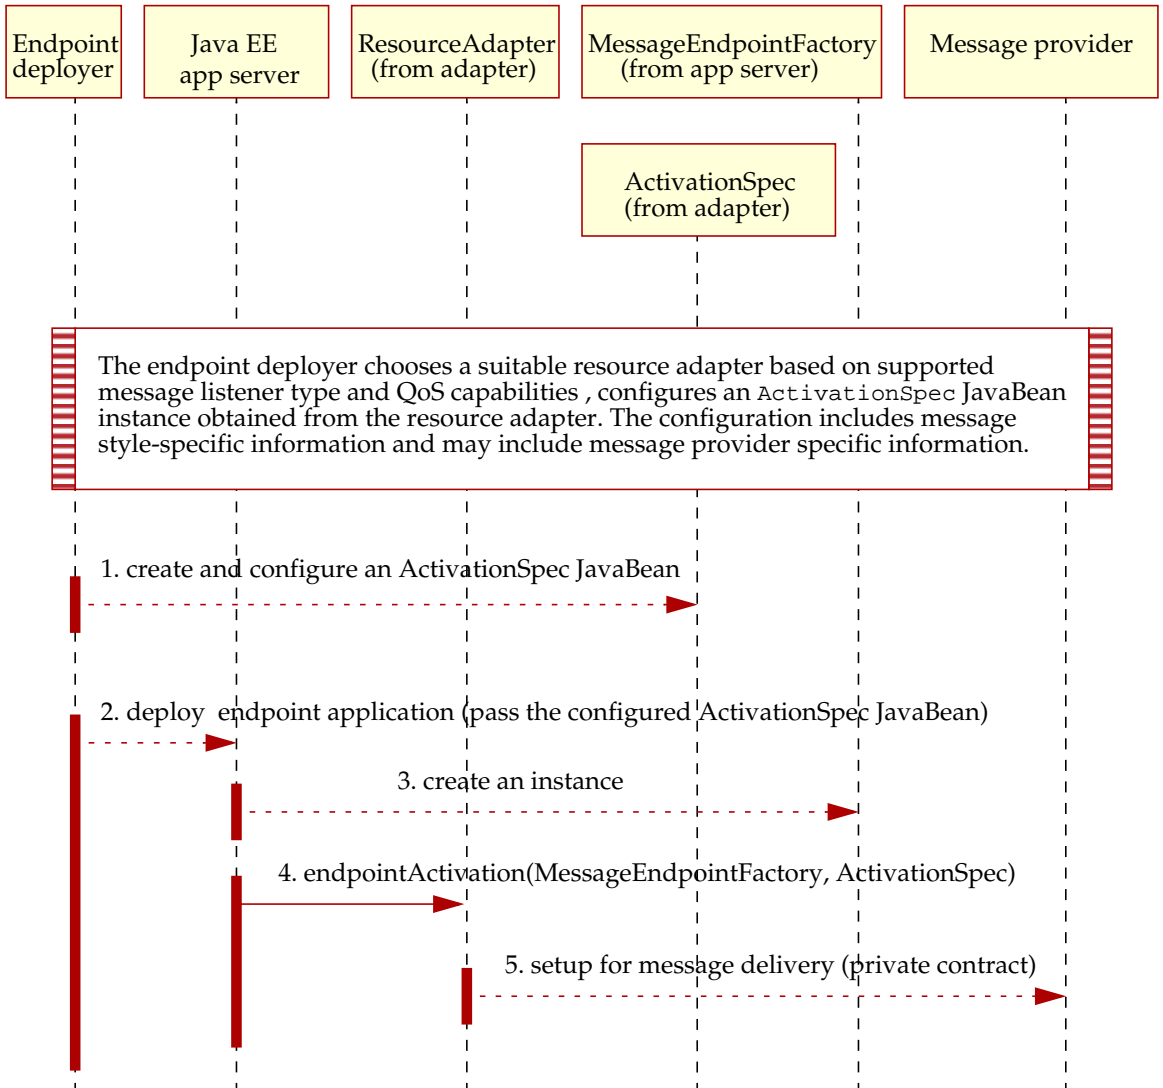 Endpoint
deployer
Java EE
app server
ResourceAdapter
(from adapter)
MessageEndpointFactory
(from app server)
Message provider
ActivationSpec
(from adapter)
The endpoint deployer chooses a suitable resource adapter based on supported
message listener type and QoS capabilities , configures an ActivationSpec JavaBean
instance obtained from the resource adapter. The configuration includes message
style-specific information and may include message provider specific information.
1. create and configure an ActivationSpec JavaBean
2. deploy  endpoint application (pass the configured ActivationSpec JavaBean)
3. create an instance
4. endpointActivation(MessageEndpointFactory, ActivationSpec)
5. setup for message delivery (private contract)